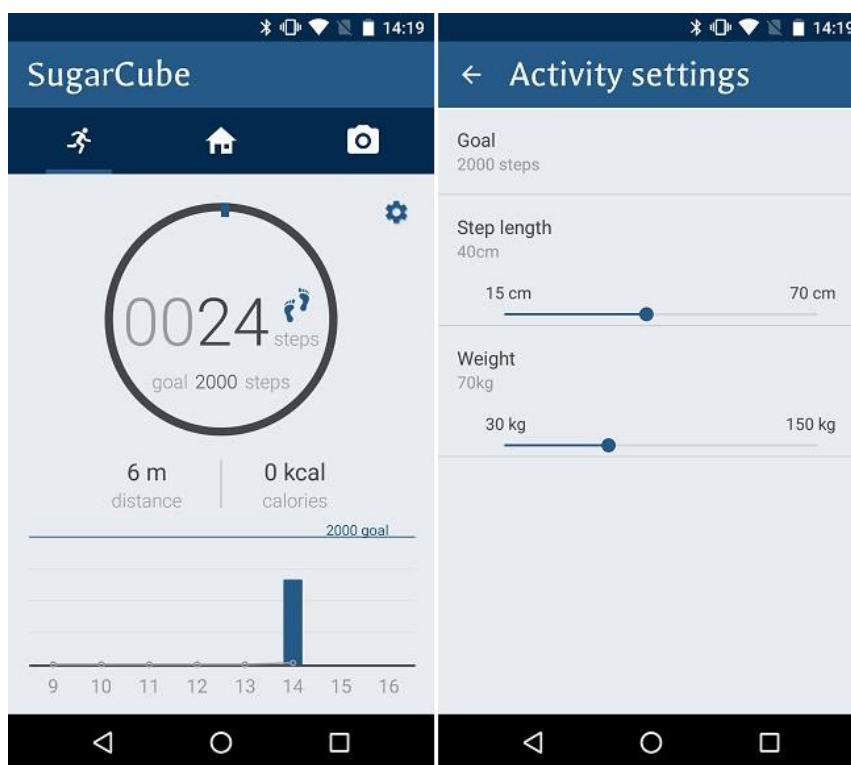 14:19
SugarCube
0024 steps
goal 2000 steps
6 m
distance
0 kcal
calories
2000 goal
9 10 11 12 13 14 15 16
14:19
Activity settings
Goal
2000 steps
Step length
40cm
15 cm 70 cm
Weight
70kg
30 kg 150 kg